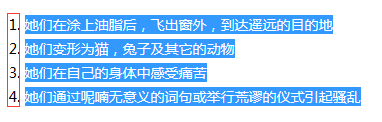 1. 她们在涂上油脂后，飞出窗外，到达遥远的目的地
2. 她们变形为猫，兔子及其它的动物
3. 她们在自己的身体中感受痛苦
4. 她们通过呢喃无意义的词句或举行荒谬的仪式引起骚乱